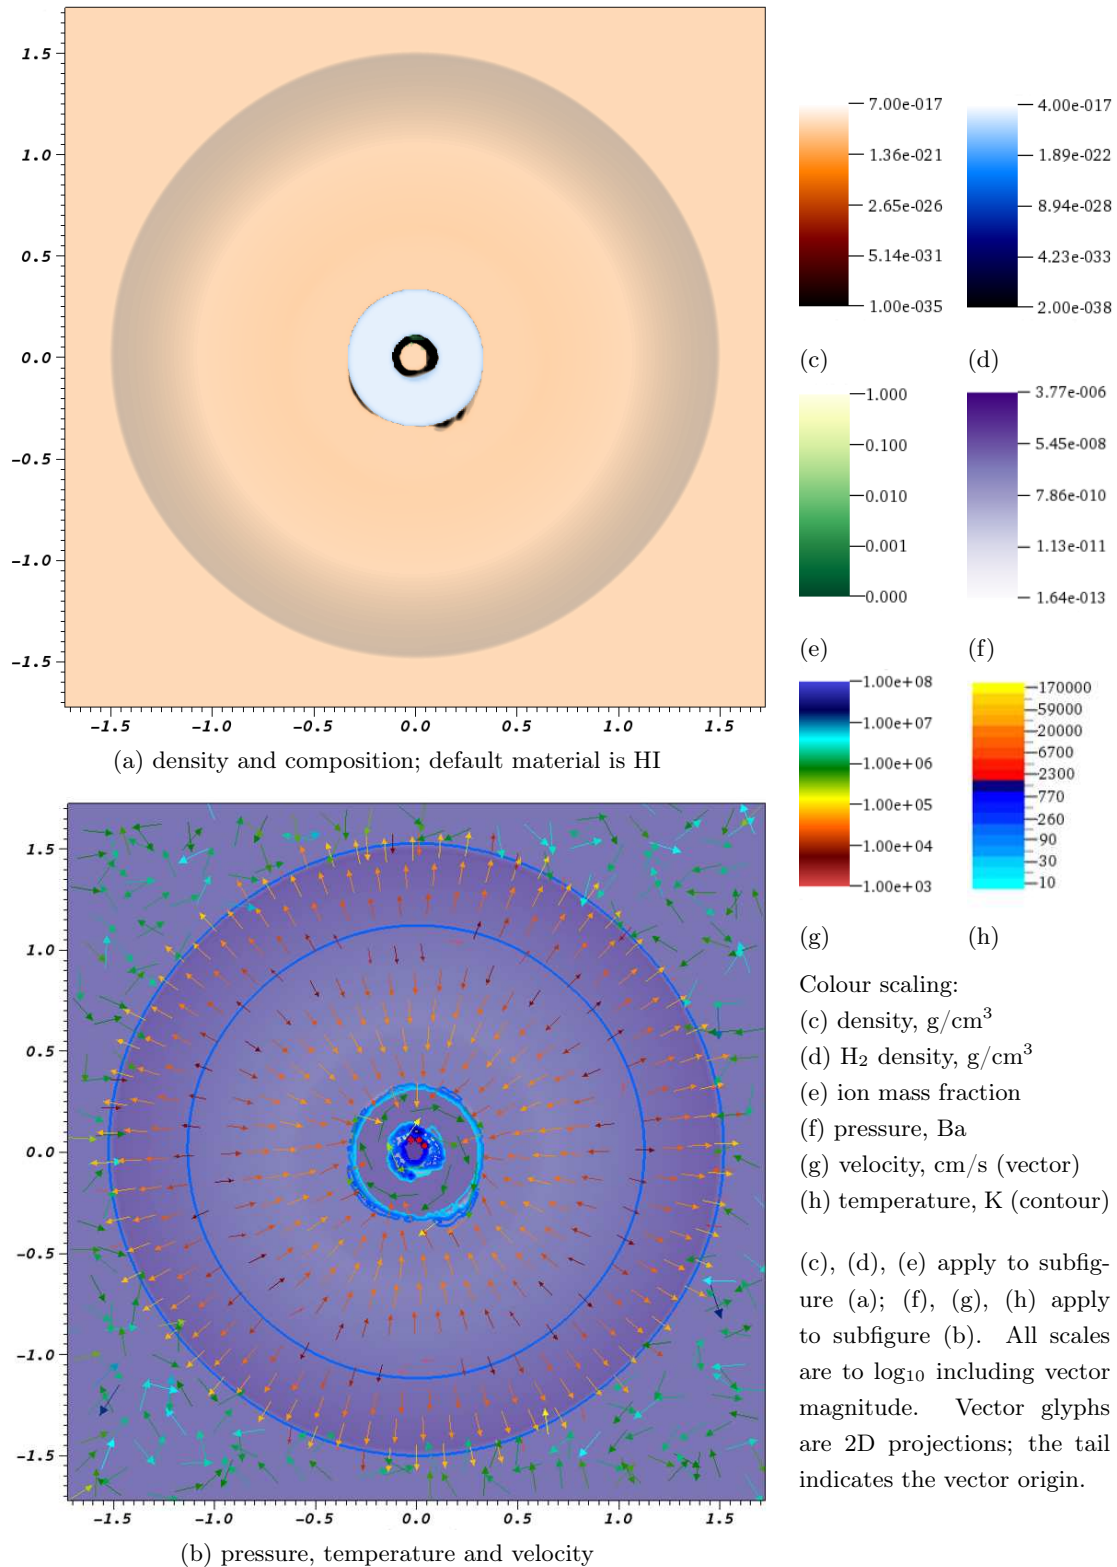 1.5
1.0
0.5
0.0
-0.5
-1.0
-1.5
-1.5 -1.0 -0.5 0.0 0.5 1.0 1.5
(a) density and composition; default material is HI
7.00e-017
1.36e-021
2.65e-026
5.14e-031
1.00e-035
(c)
4.00e-017
1.89e-022
8.94e-028
4.23e-033
2.00e-038
(d)
1.000
0.100
0.010
0.001
0.000
(e)
3.77e-006
5.45e-008
7.86e-010
1.13e-011
1.64e-013
(f)
1.00e+08
1.00e+07
1.00e+06
1.00e+05
1.00e+04
1.00e+03
(g)
170000
59000
20000
6700
2300
770
260
90
30
10
(h)
1.5
1.0
0.5
0.0
-0.5
-1.0
-1.5
-1.5 -1.0 -0.5 0.0 0.5 1.0 1.5
(b) pressure, temperature and velocity
Colour scaling:
(c) density, g/cm³
(d) H₂ density, g/cm³
(e) ion mass fraction
(f) pressure, Ba
(g) velocity, cm/s (vector)
(h) temperature, K (contour)
(c), (d), (e) apply to subfig-
ure (a); (f), (g), (h) apply
to subfigure (b). All scales
are to log₁₀ including vector
magnitude. Vector glyphs
are 2D projections; the tail
indicates the vector origin.